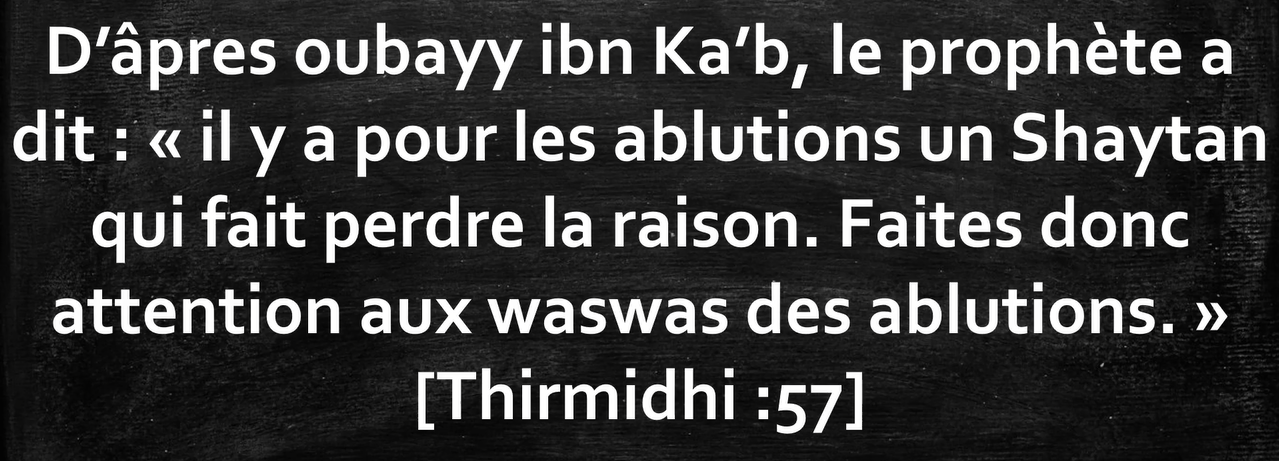 D’âpres oubayy ibn Ka’b, le prophète a
dit : « il y a pour les ablutions un Shaytan
qui fait perdre la raison. Faites donc
attention aux waswas des ablutions. »
[Thirmidhi :57]